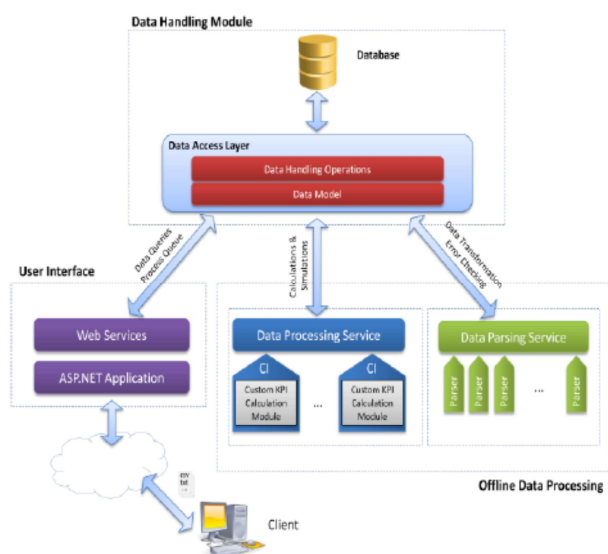 Data Handling Module
Database
Data Access Layer
Data Handling Operations
Data Model
Data Queries
Process Queue
Calculations &
Simulations
Data Transformation
Error Checking
User Interface
Web Services
ASP.NET Application
Data Processing Service
CI
Custom KPI
Calculation
Module
...
CI
Custom KPI
Calculation
Module
Data Parsing Service
Parser
Parser
Parser
...
Parser
Offline Data Processing
txt
...
Client